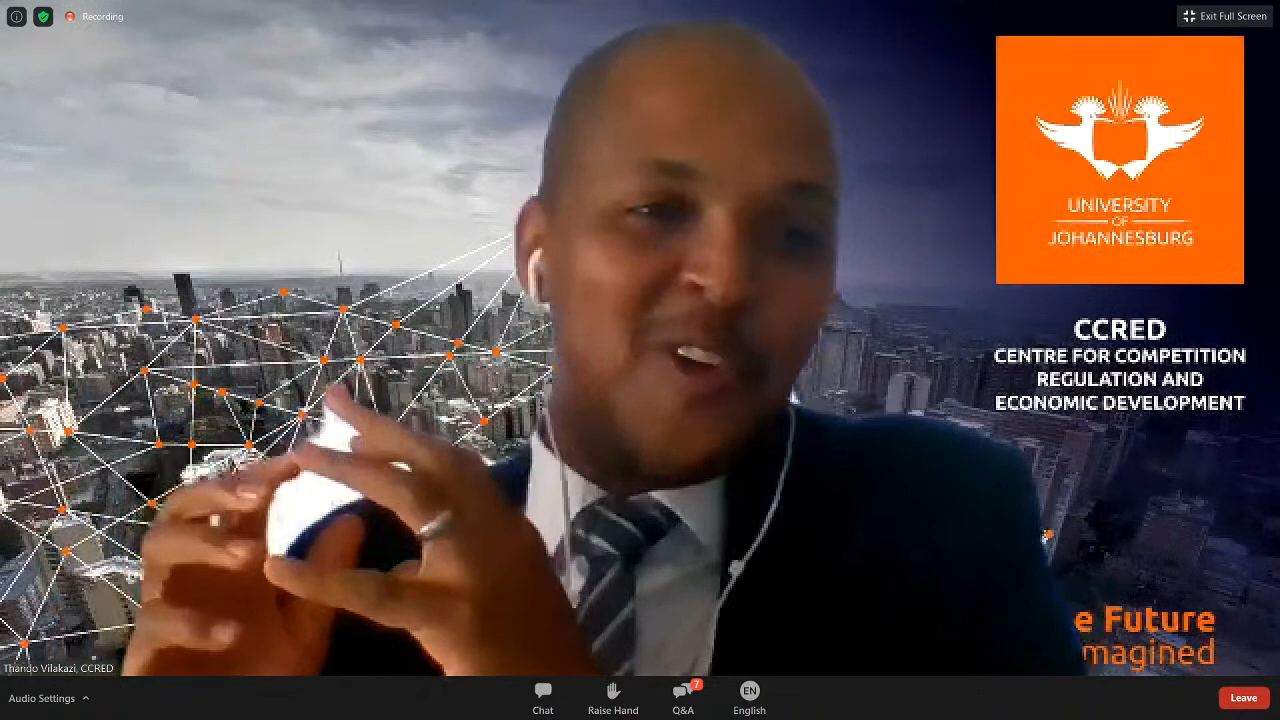 Recording
Exit Full Screen
UNIVERSITY
OF
JOHANNESBURG
CCRED
CENTRE FOR COMPETITION
REGULATION AND
ECONOMIC DEVELOPMENT
e Future
magined
Thando Vilakazi, CCRED
Audio Settings
Chat
Raise Hand
7
Q&A
EN
English
Leave